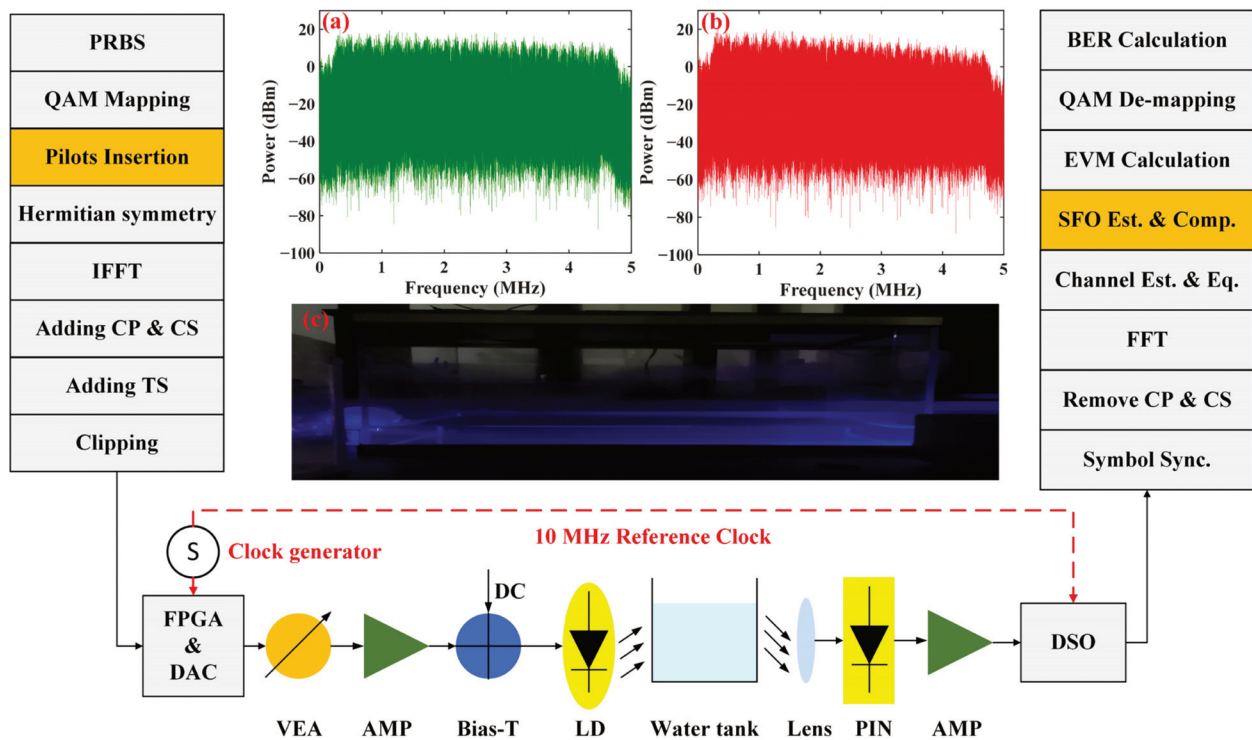 PRBS
QAM Mapping
Pilots Insertion
Hermitian symmetry
IFFT
Adding CP & CS
Adding TS
Clipping
(a)
20
0
−20
−40
−60
−80
−100
Power (dBm)
0 1 2 3 4 5
Frequency (MHz)
(b)
20
0
−20
−40
−60
−80
−100
Power (dBm)
0 1 2 3 4 5
Frequency (MHz)
(c)
BER Calculation
QAM De-mapping
EVM Calculation
SFO Est. & Comp.
Channel Est. & Eq.
FFT
Remove CP & CS
Symbol Sync.
S
Clock generator
10 MHz Reference Clock
FPGA
&
DAC
DC
DSO
VEA AMP Bias-T LD Water tank Lens PIN AMP